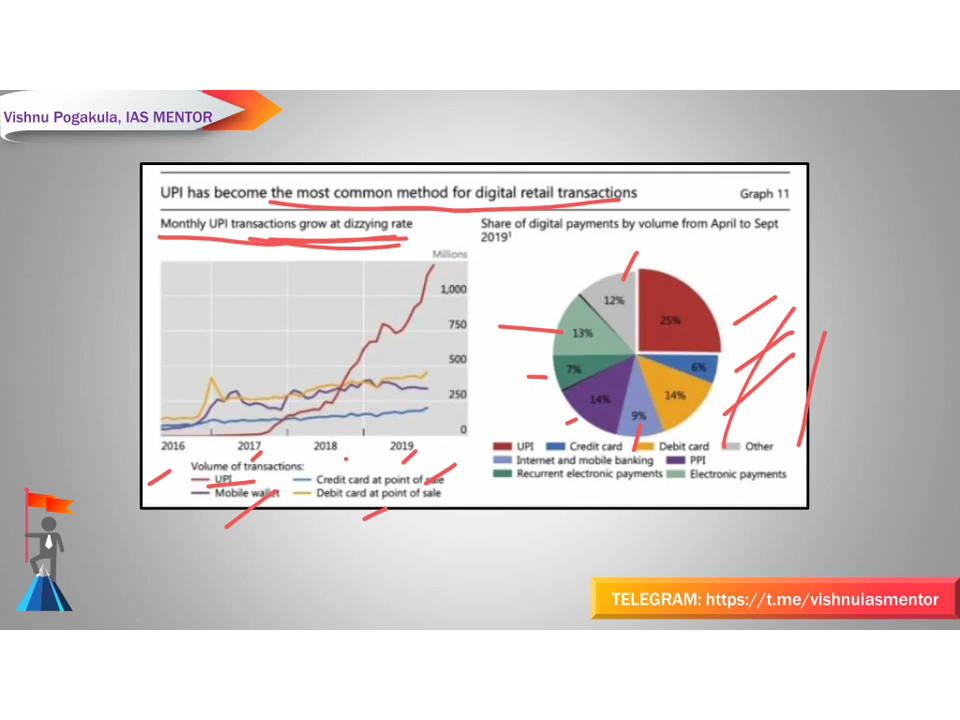 Vishnu Pogakula, IAS MENTOR
UPI has become the most common method for digital retail transactions
Graph 11
Monthly UPI transactions grow at dizzying rate
Share of digital payments by volume from April to Sept
2019¹
Millions
1,000
750
500
250
0
2016 2017 2018 2019
Volume of transactions:
UPI Credit card at point of sale
Mobile wallet Debit card at point of sale
12%
25%
13%
7%
6%
14%
14%
9%
UPI Credit card Debit card Other
Internet and mobile banking PPI
Recurrent electronic payments Electronic payments
TELEGRAM: https://t.me/vishnuiasmentor